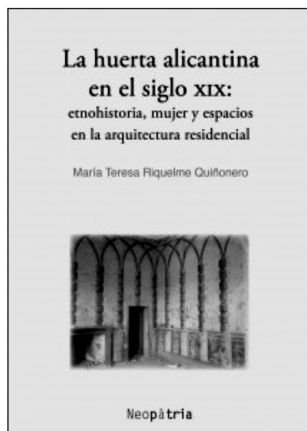 La huerta alicantina
en el siglo XIX:
etnohistoria, mujer y espacios
en la arquitectura residencial
María Teresa Riquelme Quiñonero
Neopàtria